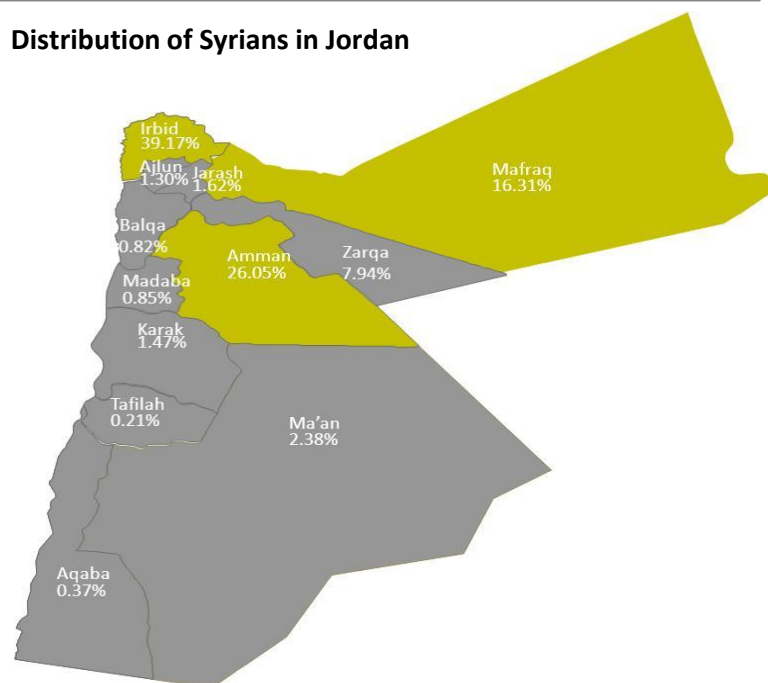 Distribution of Syrians in Jordan
Irbid
39.17%
Ajlun
1.30%
Jarash
1.62%
Mafraq
16.31%
Balqa
0.82%
Amman
26.05%
Zarqa
7.94%
Madaba
0.85%
Karak
1.47%
Tafilah
0.21%
Ma’an
2.38%
Aqaba
0.37%